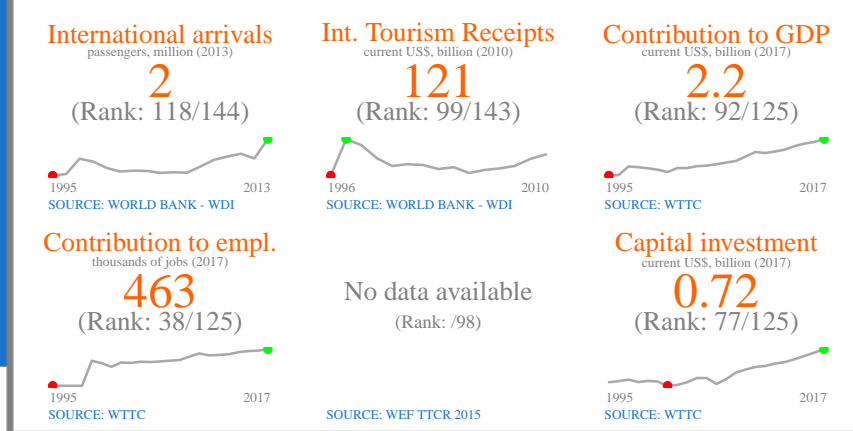 International arrivals
passengers, million (2013)
2
(Rank: 118/144)
1995 2013
SOURCE: WORLD BANK - WDI
Int. Tourism Receipts
current US$, billion (2010)
121
(Rank: 99/143)
1996 2010
SOURCE: WORLD BANK - WDI
Contribution to GDP
current US$, billion (2017)
2.2
(Rank: 92/125)
1995 2017
SOURCE: WTTC
Contribution to empl.
thousands of jobs (2017)
463
(Rank: 38/125)
1995 2017
SOURCE: WTTC
No data available
(Rank: /98)
SOURCE: WEF TTCR 2015
Capital investment
current US$, billion (2017)
0.72
(Rank: 77/125)
1995 2017
SOURCE: WTTC